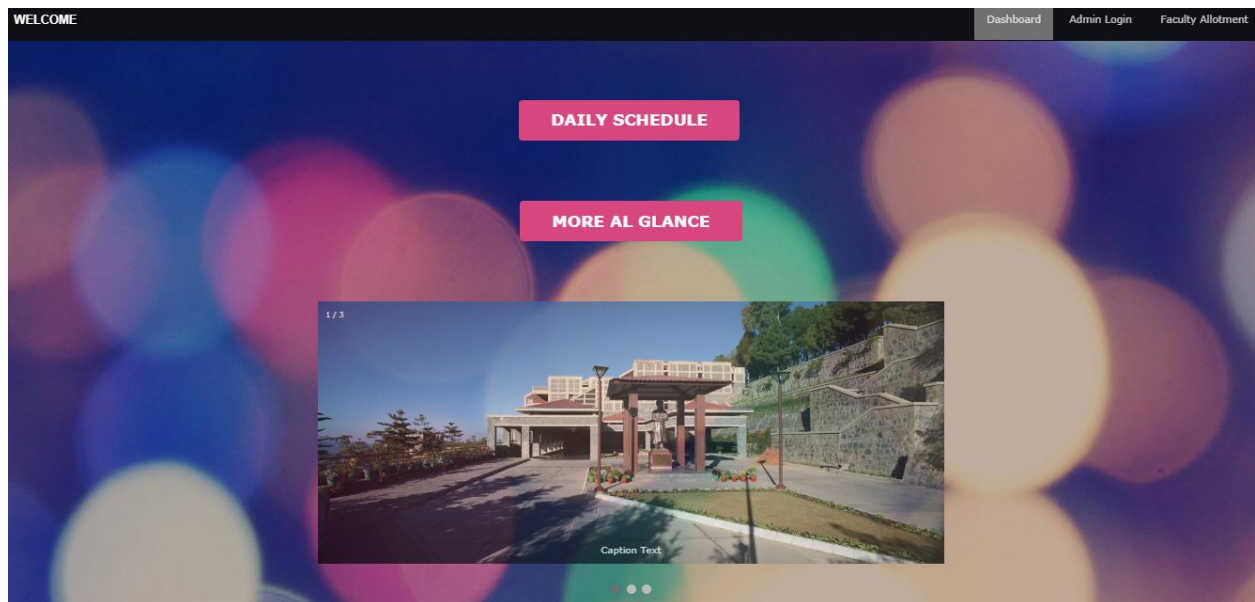 WELCOME Dashboard Admin Login Faculty Allotment
DAILY SCHEDULE
MORE AL GLANCE
1 / 3
Caption Text